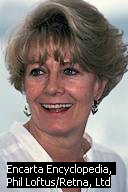 Encarta Encyclopedia,
Phil Loftus/Retna, Ltd